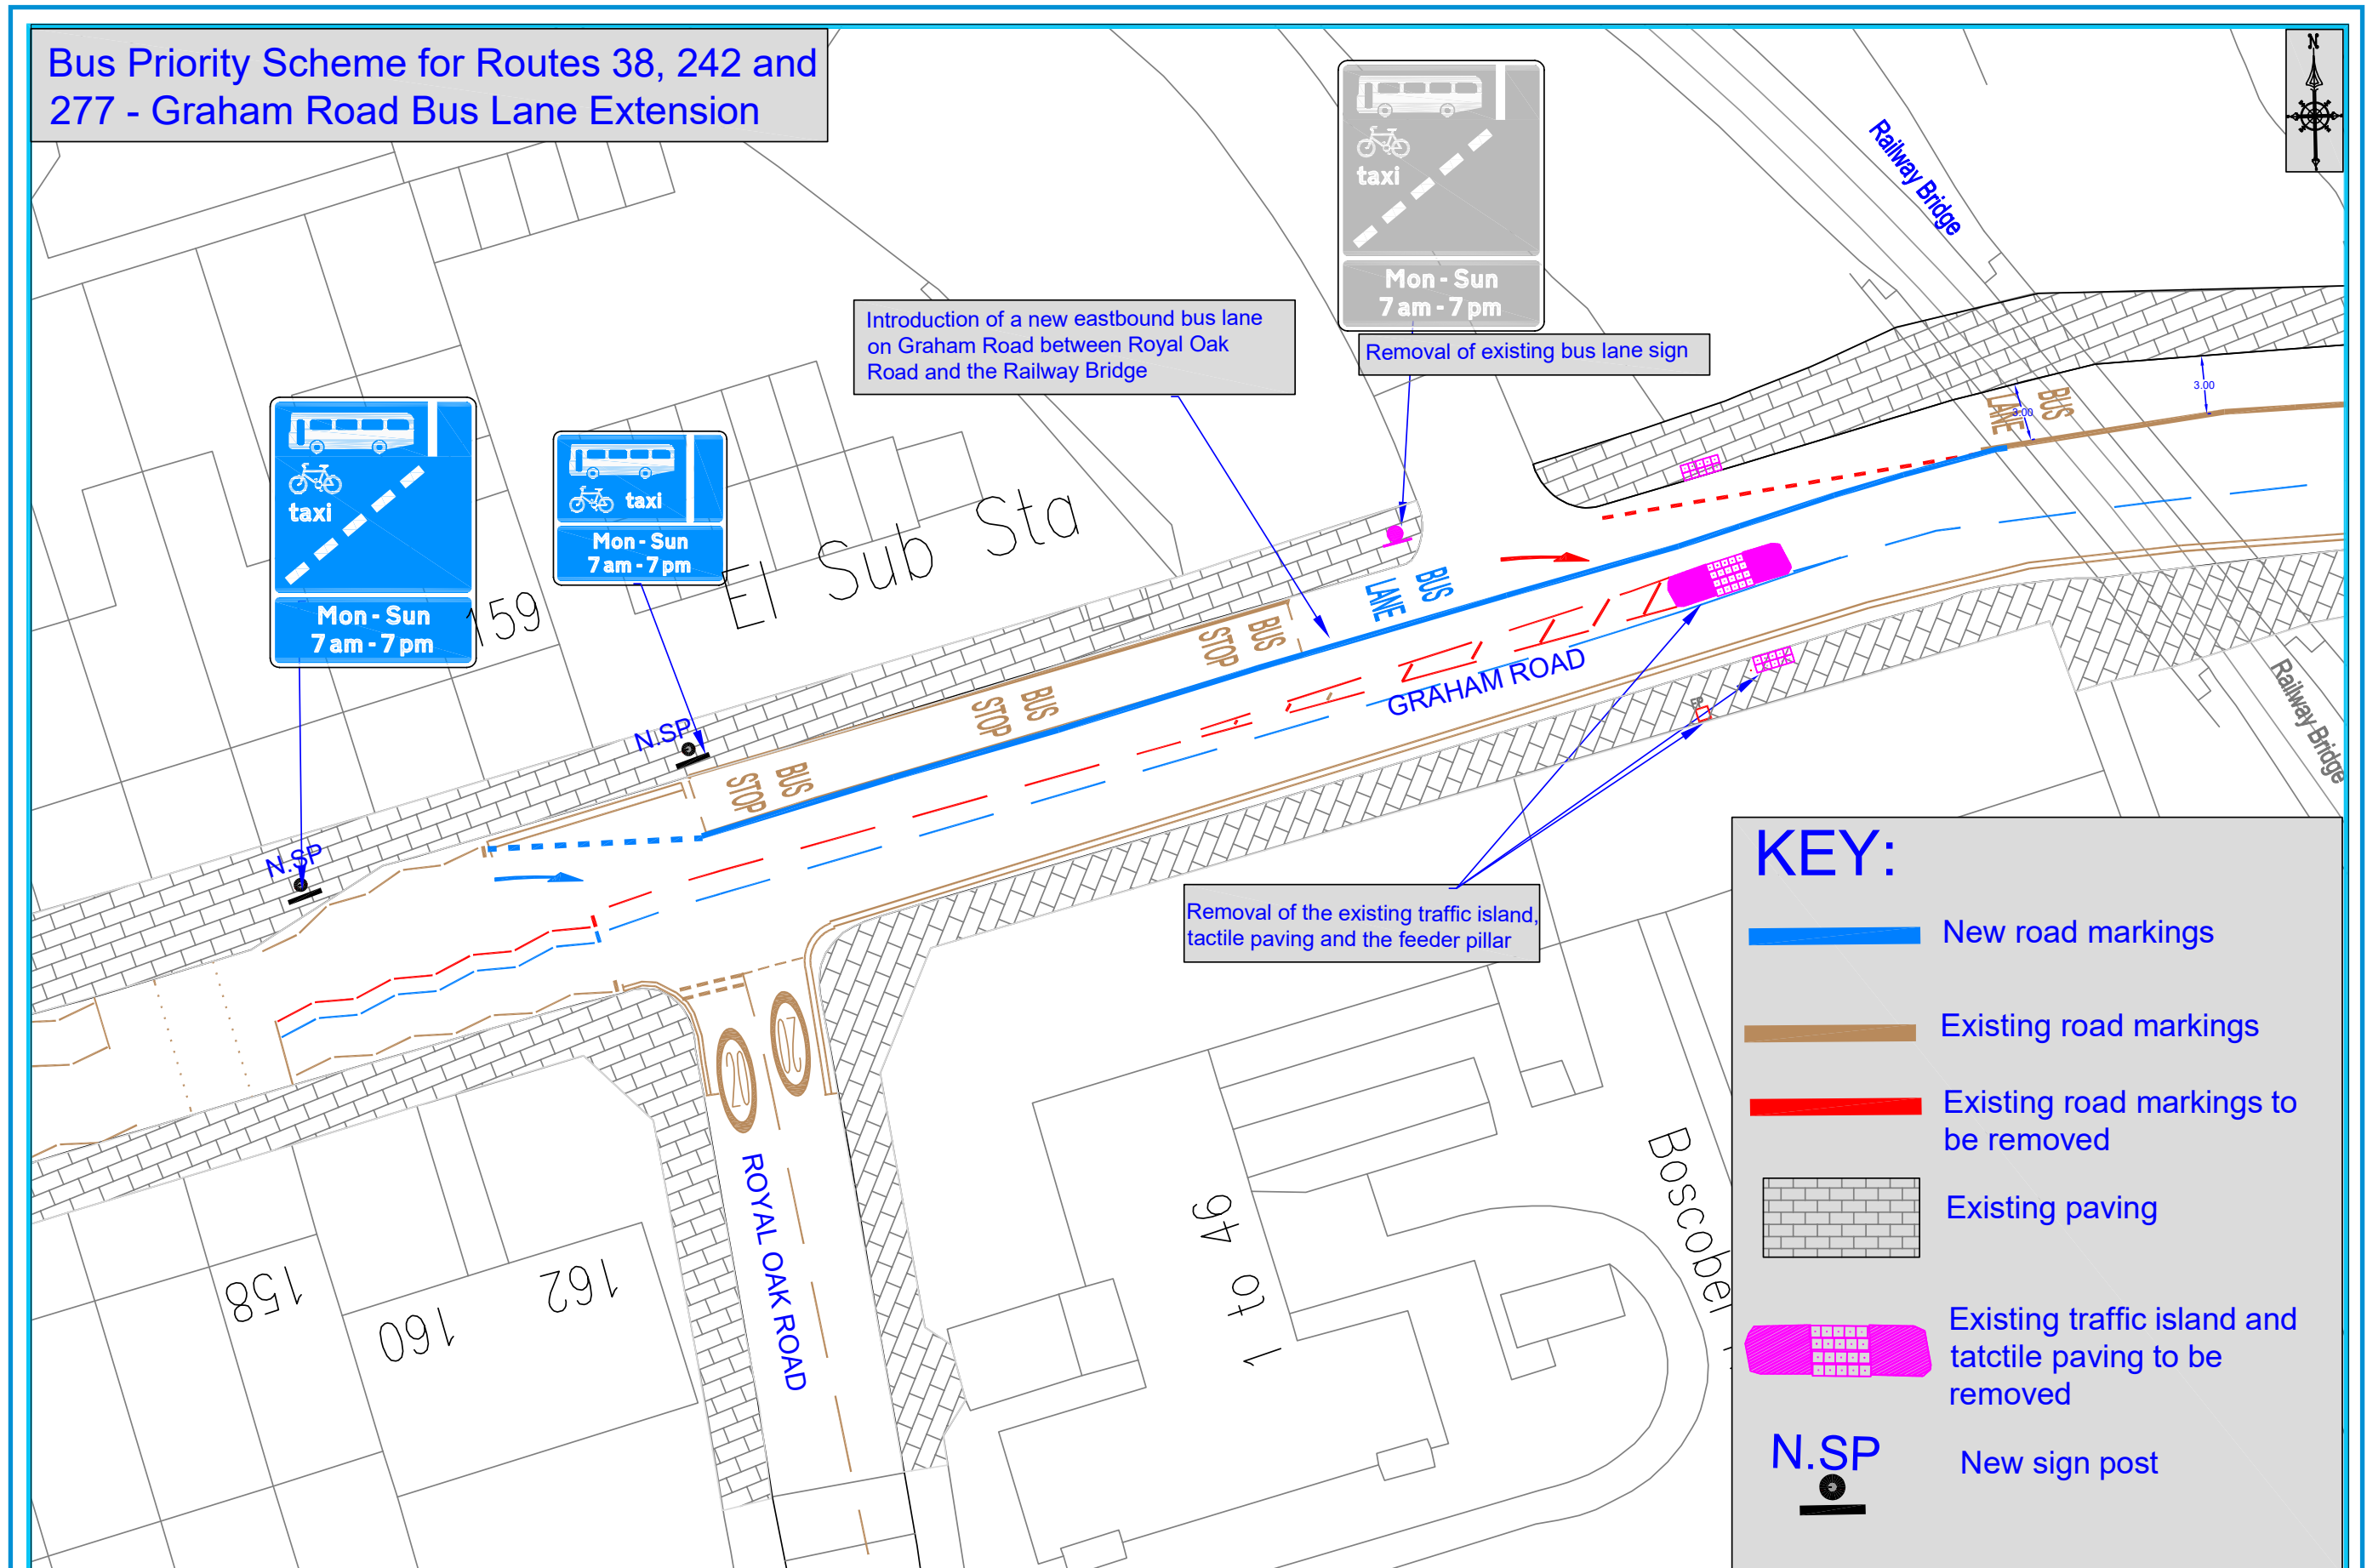 Bus Priority Scheme for Routes 38, 242 and
277 - Graham Road Bus Lane Extension
N
taxi
Mon - Sun
7 am - 7 pm
Railway Bridge
Introduction of a new eastbound bus lane
on Graham Road between Royal Oak
Road and the Railway Bridge
Removal of existing bus lane sign
3.00
3.00
BUS
LANE
taxi
Mon - Sun
7 am - 7 pm
taxi
Mon - Sun
7 am - 7 pm
159
El Sub Sta
BUS
LANE
BUS
STOP
BUS
STOP
BUS
STOP
GRAHAM ROAD
Railway Bridge
N.SP
N.SP
Removal of the existing traffic island,
tactile paving and the feeder pillar
20
20
ROYAL OAK ROAD
158
160
162
1 to 46
Boscobel
KEY:
New road markings
Existing road markings
Existing road markings to
be removed
Existing paving
Existing traffic island and
tatctile paving to be
removed
N.SP
New sign post